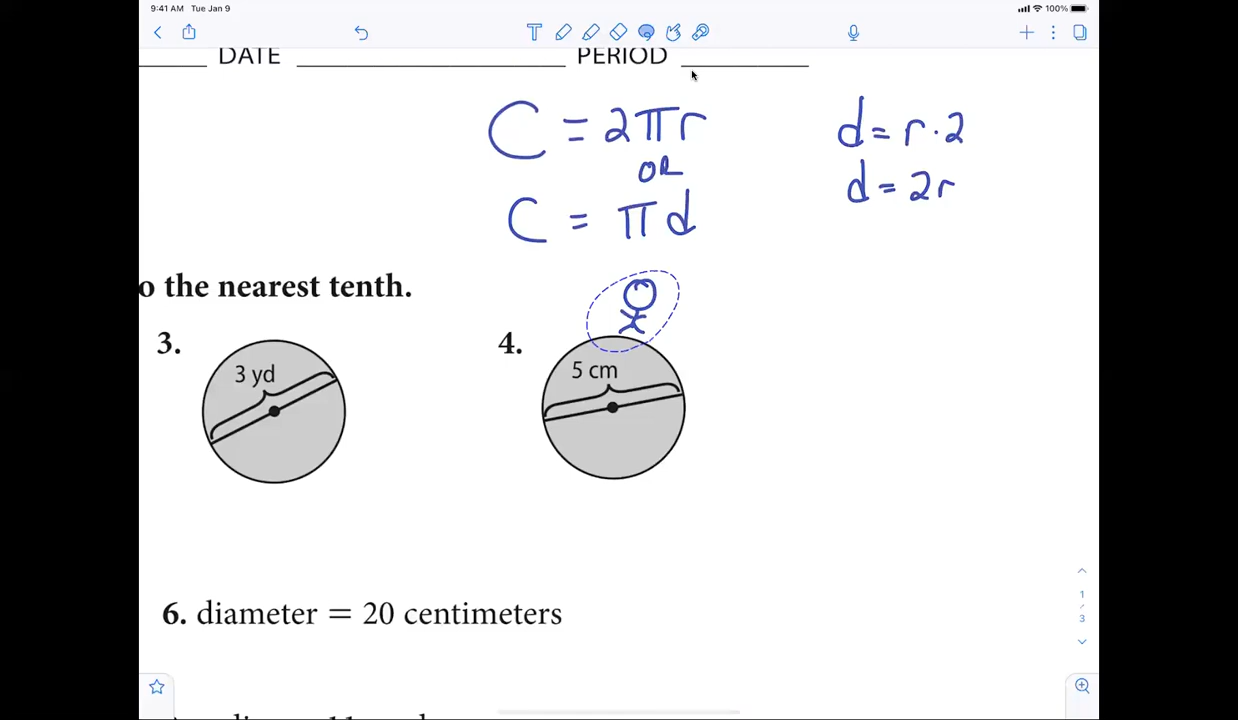 9:41 AM Tue Jan 9
100%
DATE
PERIOD
C = 2πr
OR
C = πd
d = r · 2
d = 2r
o the nearest tenth.
3.
3 yd
4.
5 cm
1
3
6. diameter = 20 centimeters